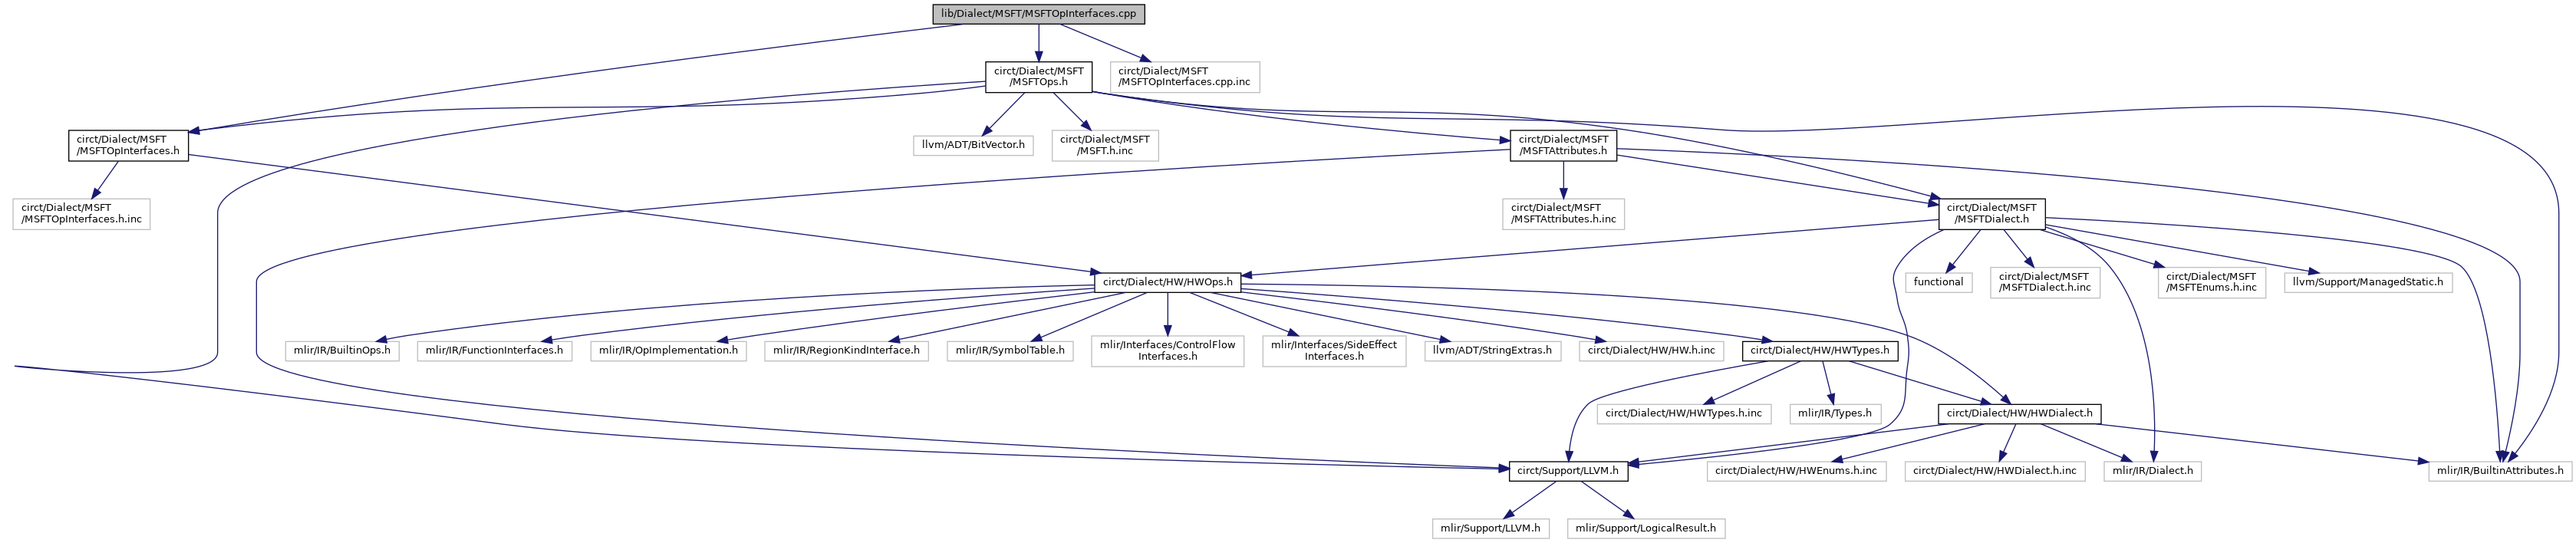 lib/Dialect/MSFT/MSFTOpInterfaces.cpp
circt/Dialect/MSFT
/MSFTOps.h
circt/Dialect/MSFT
/MSFTOpInterfaces.cpp.inc
circt/Dialect/MSFT
/MSFTOpInterfaces.h
llvm/ADT/BitVector.h
circt/Dialect/MSFT
/MSFT.h.inc
circt/Dialect/MSFT
/MSFTAttributes.h
circt/Dialect/MSFT
/MSFTOpInterfaces.h.inc
circt/Dialect/MSFT
/MSFTAttributes.h.inc
circt/Dialect/MSFT
/MSFTDialect.h
circt/Dialect/HW/HWOps.h
functional
circt/Dialect/MSFT
/MSFTDialect.h.inc
circt/Dialect/MSFT
/MSFTEnums.h.inc
llvm/Support/ManagedStatic.h
mlir/IR/BuiltinOps.h
mlir/IR/FunctionInterfaces.h
mlir/IR/OpImplementation.h
mlir/IR/RegionKindInterface.h
mlir/IR/SymbolTable.h
mlir/Interfaces/ControlFlow
Interfaces.h
mlir/Interfaces/SideEffect
Interfaces.h
llvm/ADT/StringExtras.h
circt/Dialect/HW/HW.h.inc
circt/Dialect/HW/HWTypes.h
circt/Dialect/HW/HWTypes.h.inc
mlir/IR/Types.h
circt/Dialect/HW/HWDialect.h
circt/Support/LLVM.h
circt/Dialect/HW/HWEnums.h.inc
circt/Dialect/HW/HWDialect.h.inc
mlir/IR/Dialect.h
mlir/IR/BuiltinAttributes.h
mlir/Support/LLVM.h
mlir/Support/LogicalResult.h